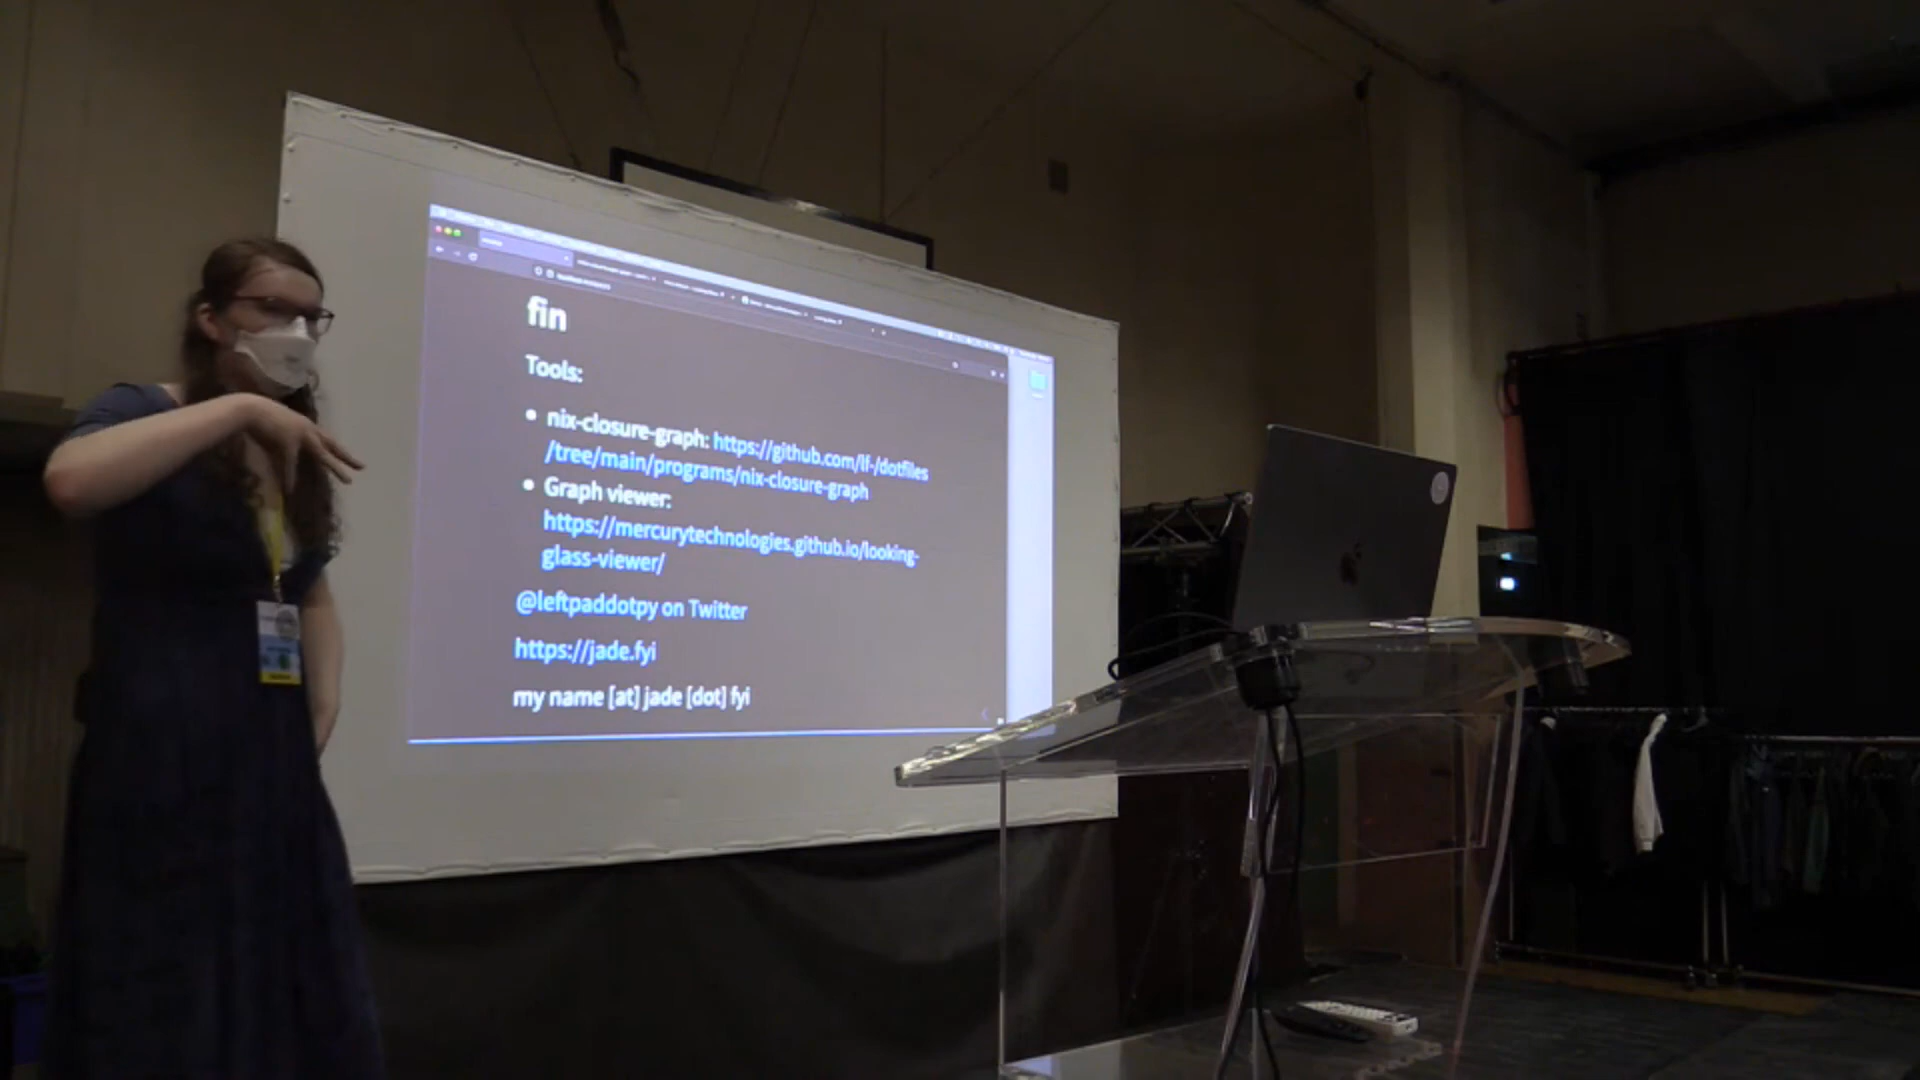 fin
Tools:
• nix-closure-graph: https://github.com/lf-/dotfiles
/tree/main/programs/nix-closure-graph
• Graph viewer:
https://mercurytechnologies.github.io/looking-
glass-viewer/
@leftpaddotpy on Twitter
https://jade.fyi
my name [at] jade [dot] fyi